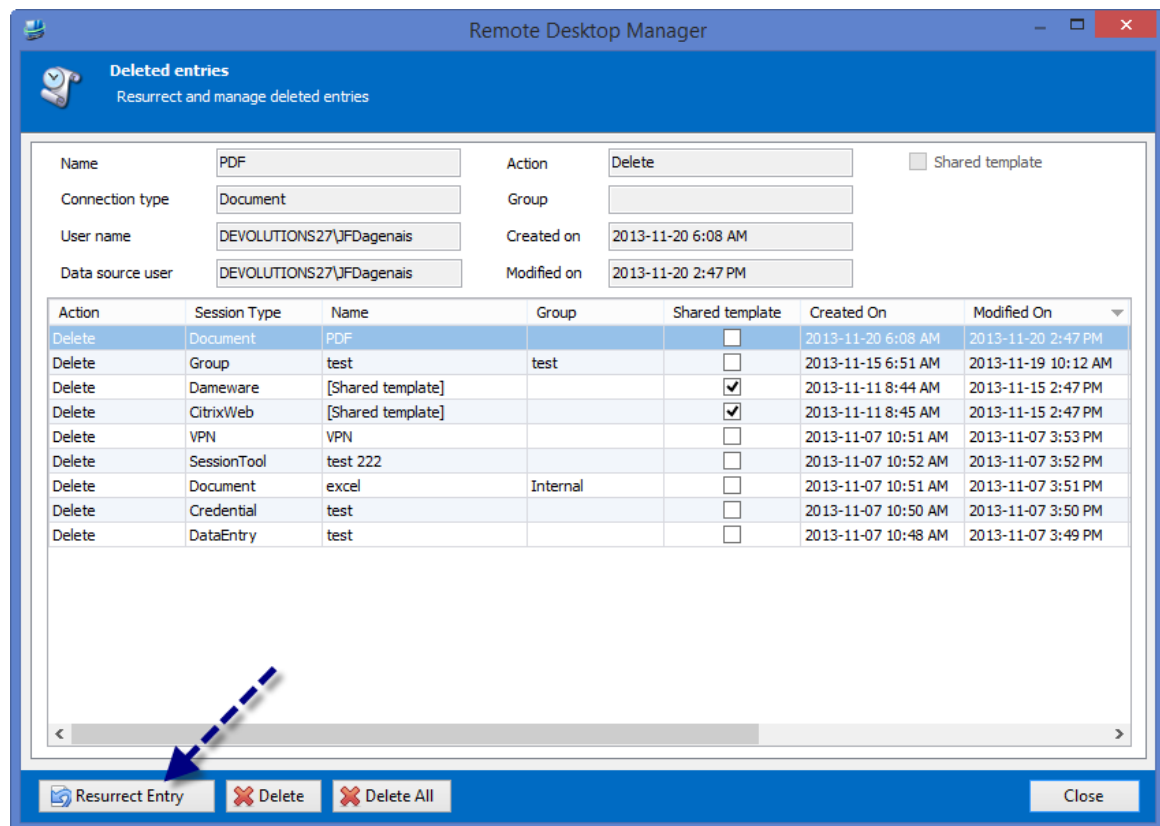 Remote Desktop Manager
Deleted entries
Resurrect and manage deleted entries
Name PDF Action Delete Shared template
Connection type Document Group
User name DEVOLUTIONS27\JFDagenais Created on 2013-11-20 6:08 AM
Data source user DEVOLUTIONS27\JFDagenais Modified on 2013-11-20 2:47 PM
Action Session Type Name Group Shared template Created On Modified On
Delete Document PDF 2013-11-20 6:08 AM 2013-11-20 2:47 PM
Delete Group test test 2013-11-15 6:51 AM 2013-11-19 10:12 AM
Delete Dameware [Shared template] 2013-11-11 8:44 AM 2013-11-15 2:47 PM
Delete CitrixWeb [Shared template] 2013-11-11 8:45 AM 2013-11-15 2:47 PM
Delete VPN VPN 2013-11-07 10:51 AM 2013-11-07 3:53 PM
Delete SessionTool test 222 2013-11-07 10:52 AM 2013-11-07 3:52 PM
Delete Document excel Internal 2013-11-07 10:51 AM 2013-11-07 3:51 PM
Delete Credential test 2013-11-07 10:50 AM 2013-11-07 3:50 PM
Delete DataEntry test 2013-11-07 10:48 AM 2013-11-07 3:49 PM
Resurrect Entry Delete Delete All Close